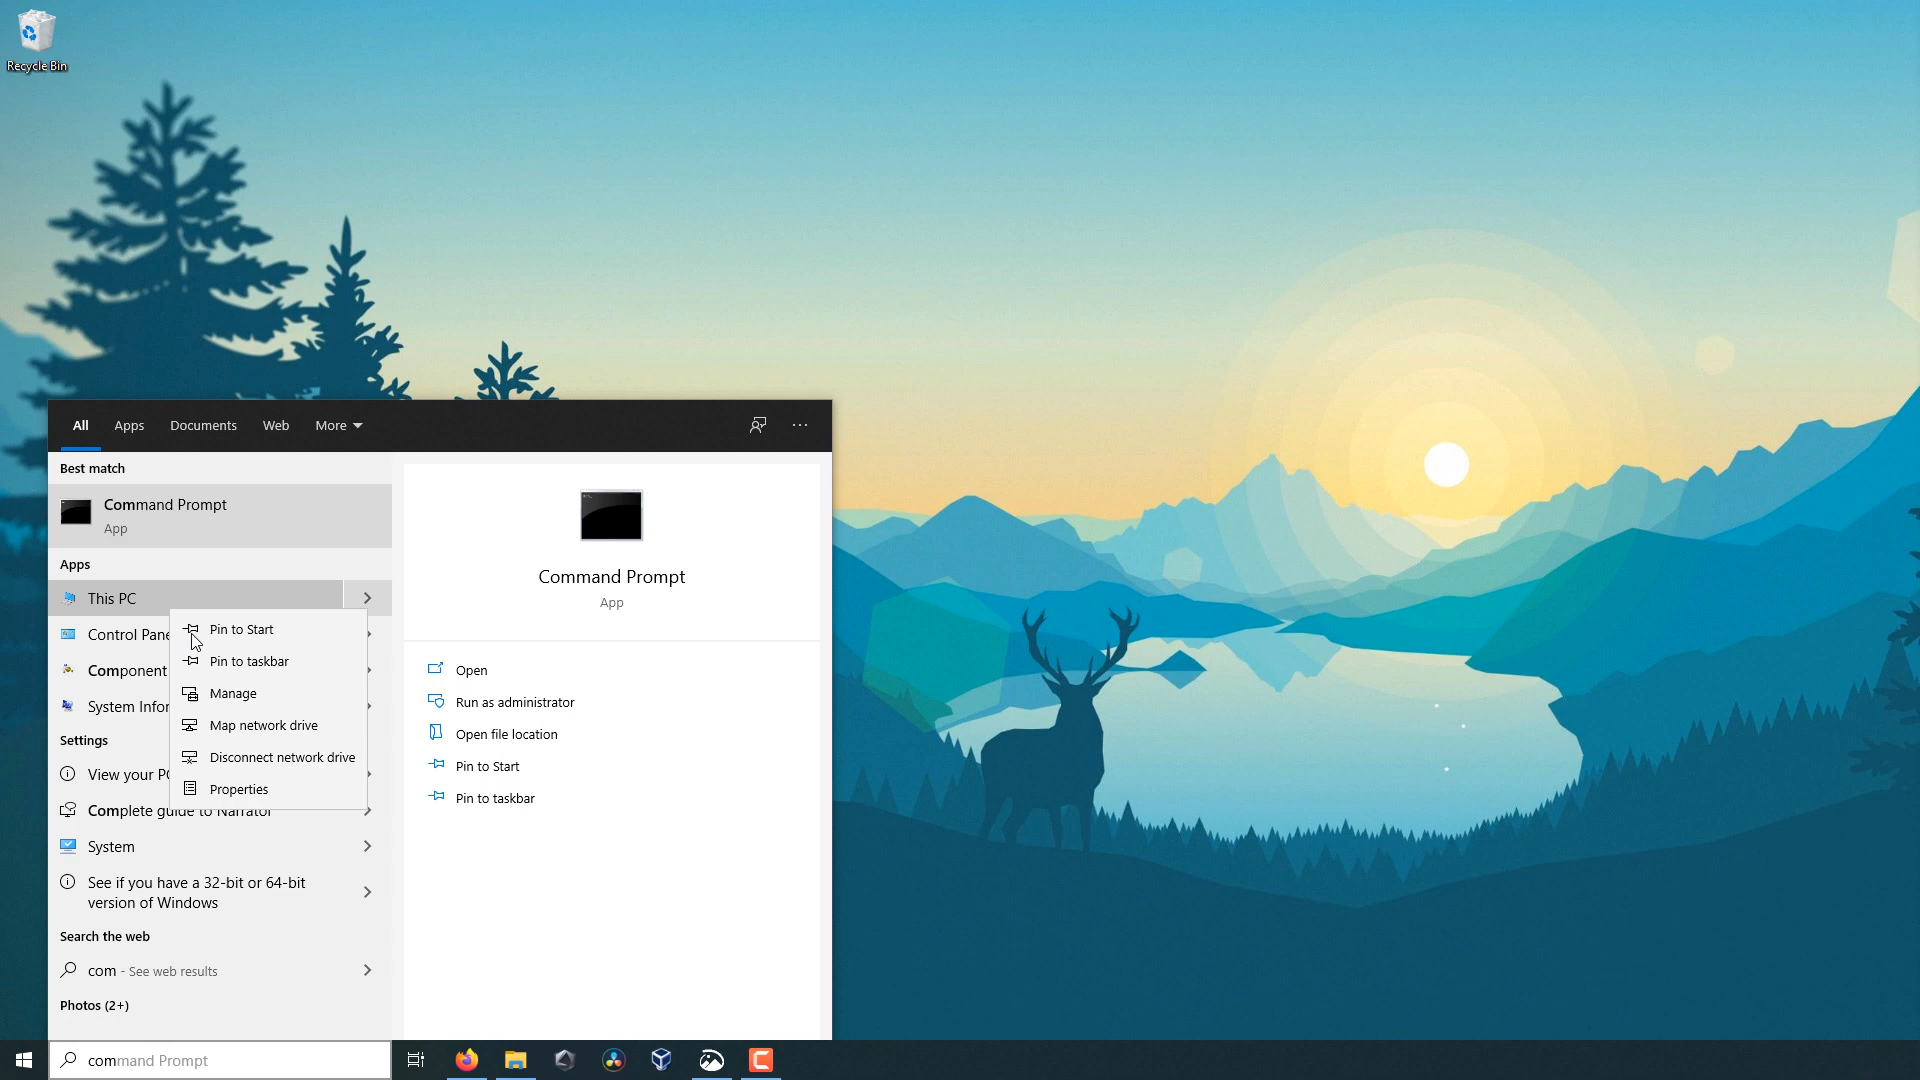 Recycle Bin
All Apps Documents Web More
Best match
Command Prompt
App
Apps
This PC
Control Pane
Component
System Infor
Settings
View your PC
Complete guide to Narrator
System
See if you have a 32-bit or 64-bit
version of Windows
Search the web
com - See web results
Photos (2+)
Pin to Start
Pin to taskbar
Manage
Map network drive
Disconnect network drive
Properties
Command Prompt
App
Open
Run as administrator
Open file location
Pin to Start
Pin to taskbar
command Prompt